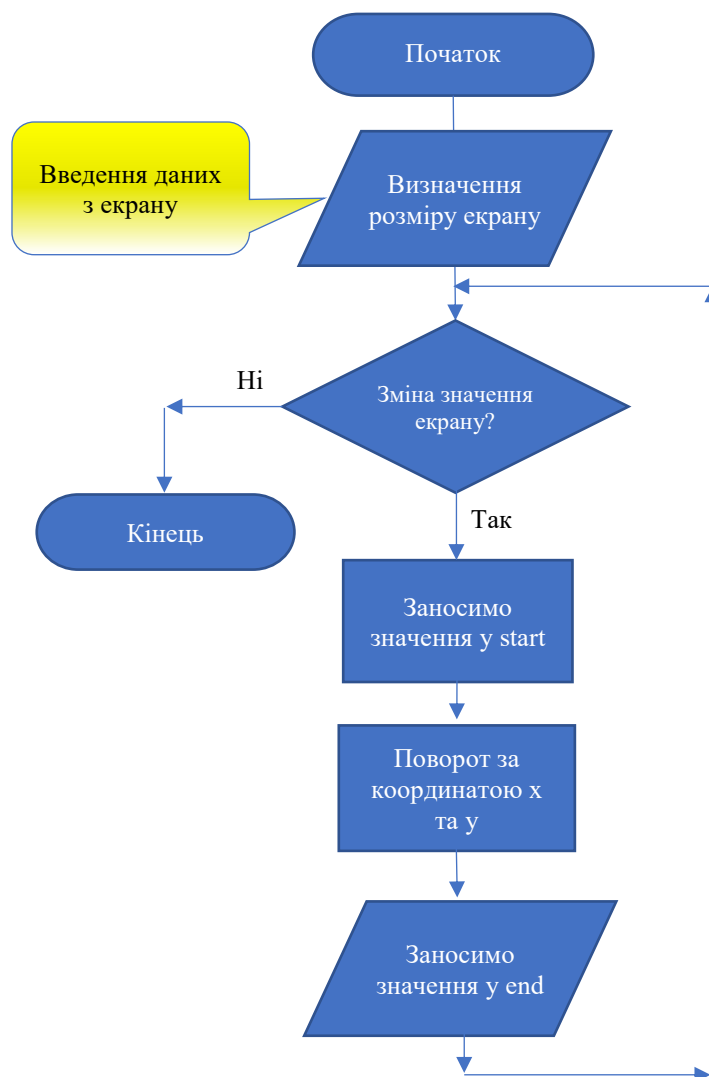 Початок
Введення даних
з екрану
Визначення
розміру екрану
Зміна значення
екрану?
Ні
Кінець
Так
Заносимо
значення у start
Поворот за
координатою x
та y
Заносимо
значення у end